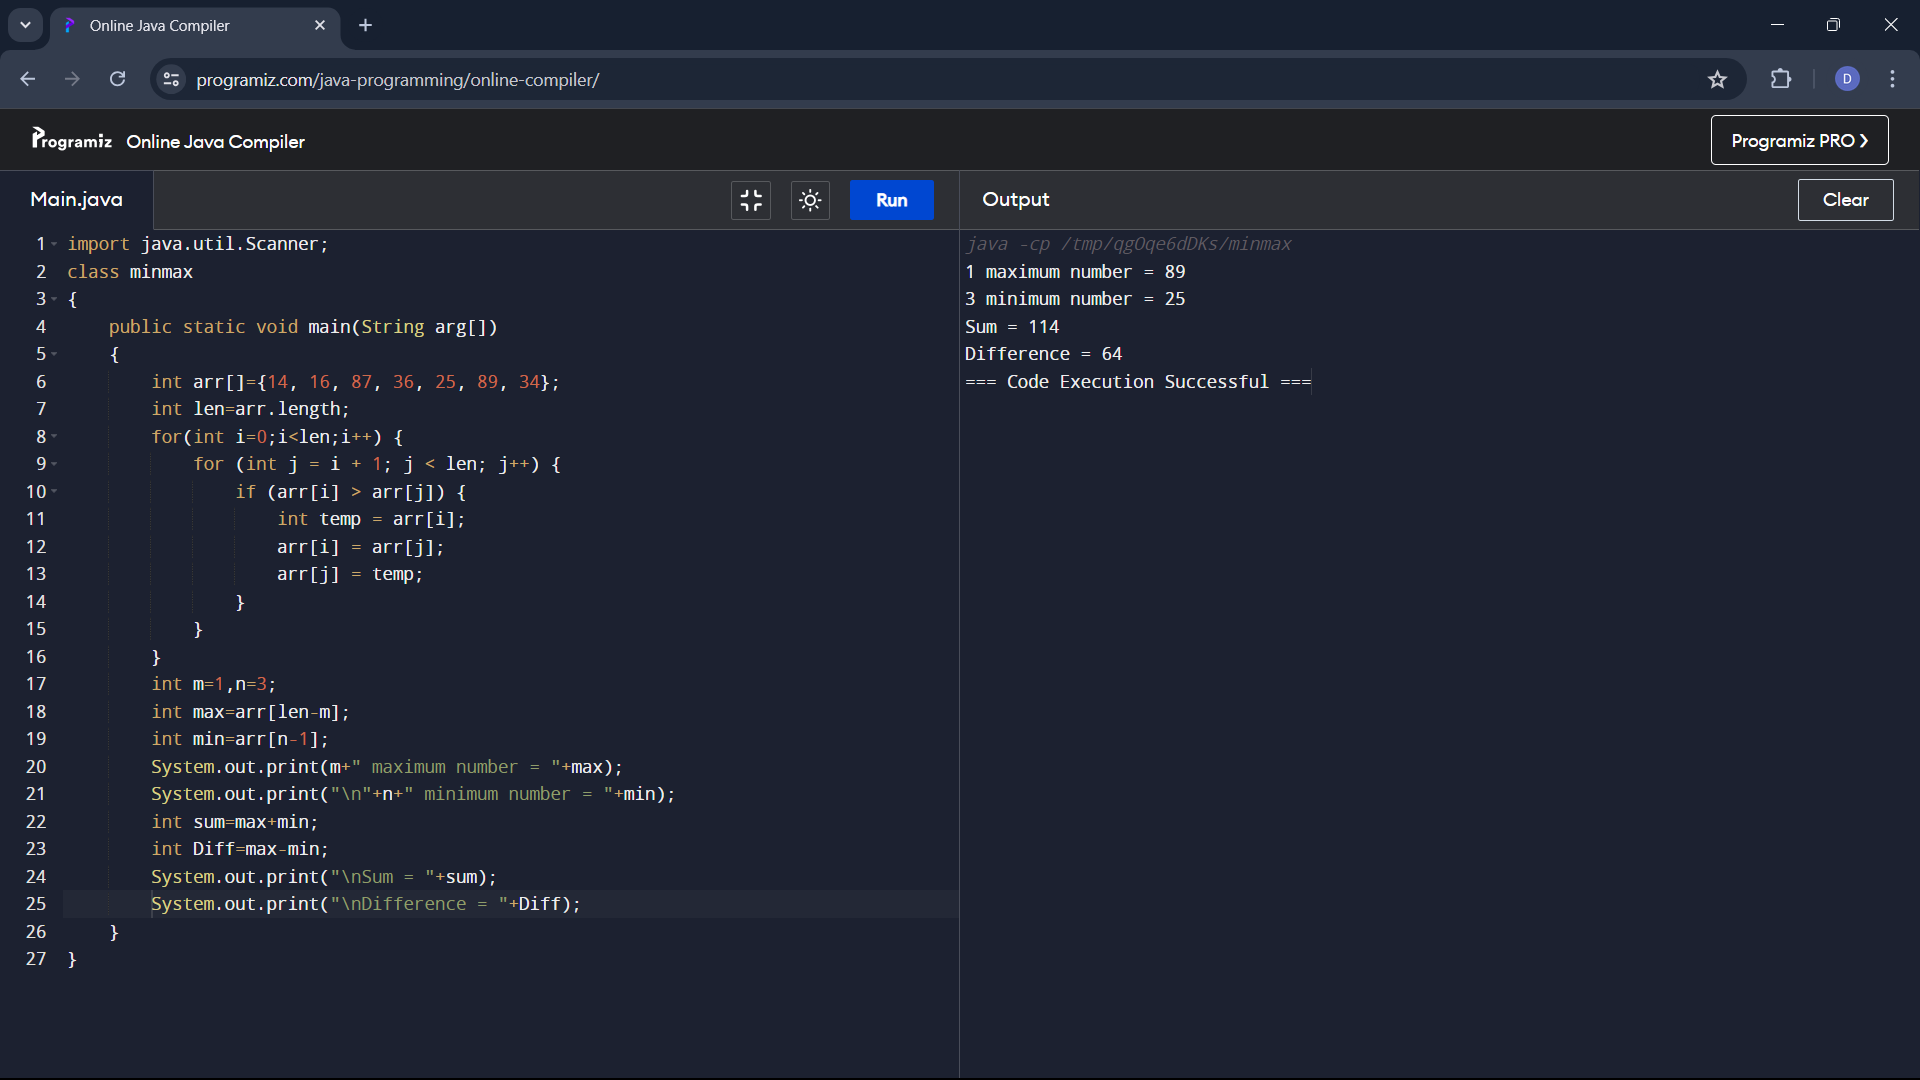 Online Java Compiler
programiz.com/java-programming/online-compiler/
D
Programiz Online Java Compiler
Programiz PRO
Main.java
Run
Output
Clear
1 import java.util.Scanner;
2 class minmax
3 {
4 public static void main(String arg[])
5 {
6 int arr[]={14, 16, 87, 36, 25, 89, 34};
7 int len=arr.length;
8 for(int i=0;i<len;i++) {
9 for (int j = i + 1; j < len; j++) {
10 if (arr[i] > arr[j]) {
11 int temp = arr[i];
12 arr[i] = arr[j];
13 arr[j] = temp;
14 }
15 }
16 }
17 int m=1,n=3;
18 int max=arr[len-m];
19 int min=arr[n-1];
20 System.out.print(m+" maximum number = "+max);
21 System.out.print("\n"+n+" minimum number = "+min);
22 int sum=max+min;
23 int Diff=max-min;
24 System.out.print("\nSum = "+sum);
25 System.out.print("\nDifference = "+Diff);
26 }
27 }
java -cp /tmp/qgOqe6dDKs/minmax
1 maximum number = 89
3 minimum number = 25
Sum = 114
Difference = 64
=== Code Execution Successful ===